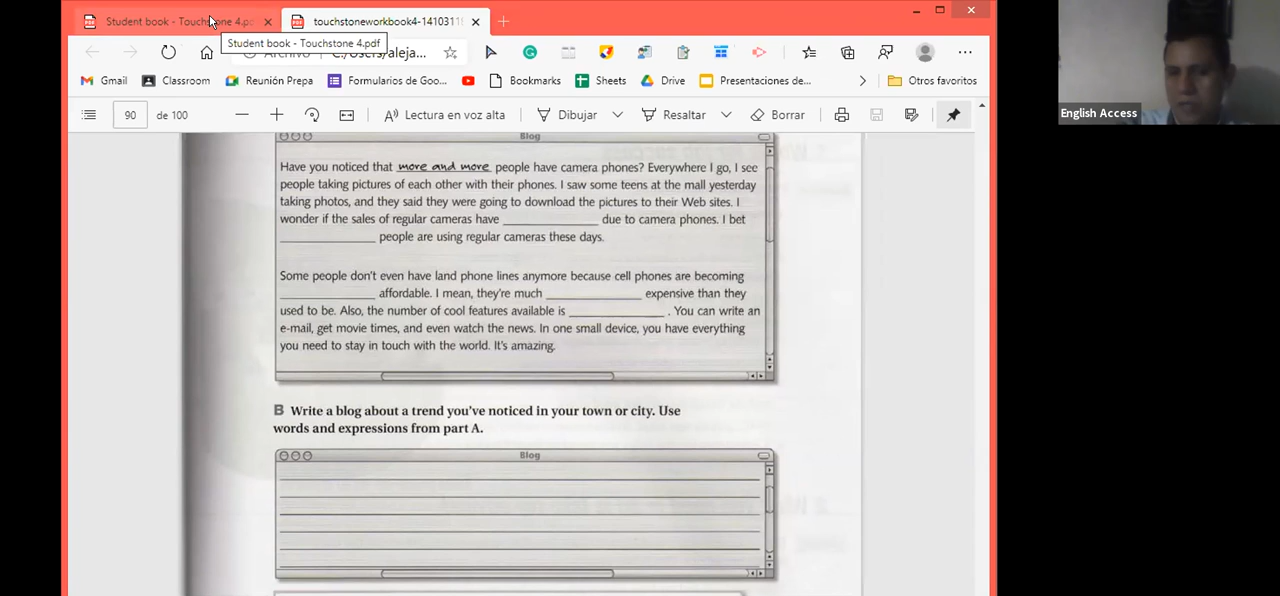 Student book - Touchstone 4.p
touchstoneworkbook4-1410311
Student book - Touchstone 4.pdf
C:/Users/aleja...
Gmail
Classroom
Reunión Prepa
Formularios de Goo...
Bookmarks
Sheets
Drive
Presentaciones de...
Otros favoritos
90
de 100
Lectura en voz alta
Dibujar
Resaltar
Borrar
English Access
Blog
Have you noticed that more and more people have camera phones? Everywhere I go, I see
people taking pictures of each other with their phones. I saw some teens at the mall yesterday
taking photos, and they said they were going to download the pictures to their Web sites. I
wonder if the sales of regular cameras have ____________ due to camera phones. I bet
____________ people are using regular cameras these days.
Some people don't even have land phone lines anymore because cell phones are becoming
____________ affordable. I mean, they're much ____________ expensive than they
used to be. Also, the number of cool features available is ____________ . You can write an
e-mail, get movie times, and even watch the news. In one small device, you have everything
you need to stay in touch with the world. It's amazing.
B Write a blog about a trend you've noticed in your town or city. Use
words and expressions from part A.
Blog